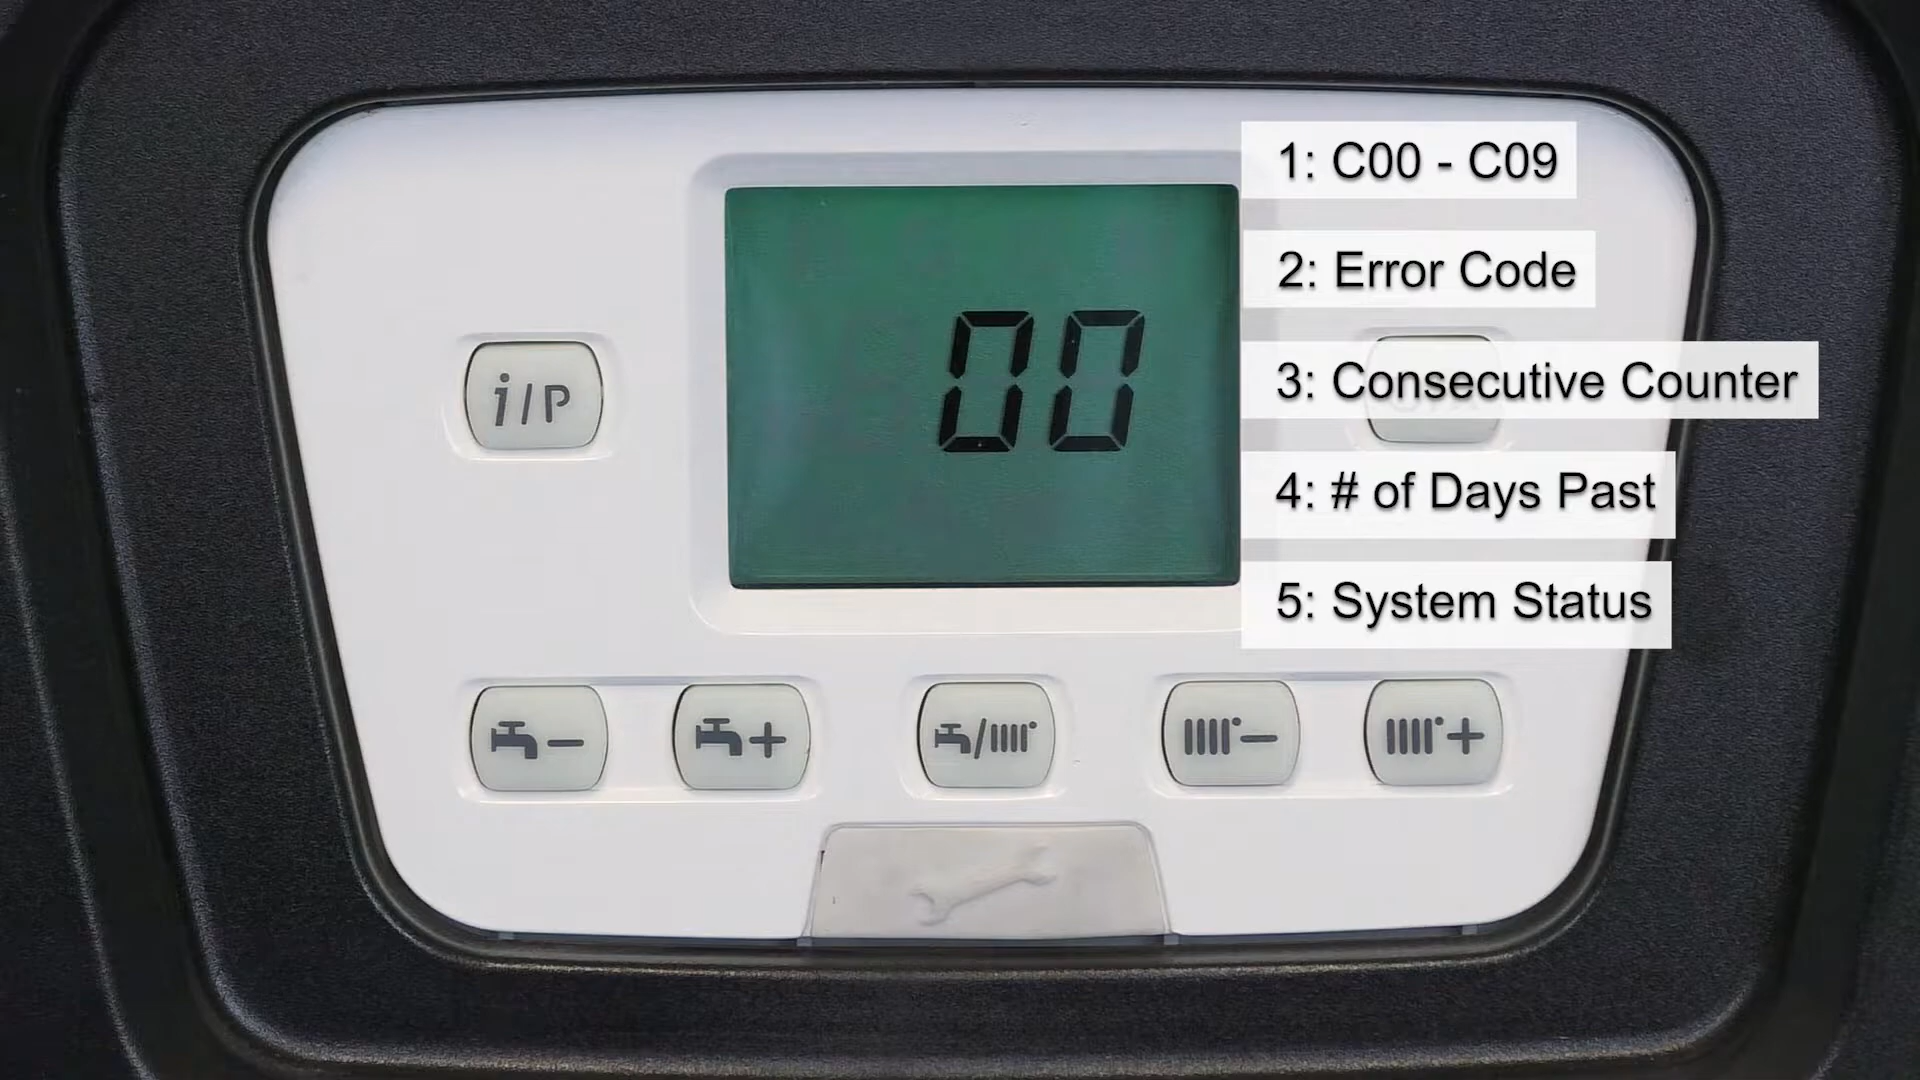 1: C00 - C09
2: Error Code
00
3: Consecutive Counter
i/P
4: # of Days Past
5: System Status
- + / - +